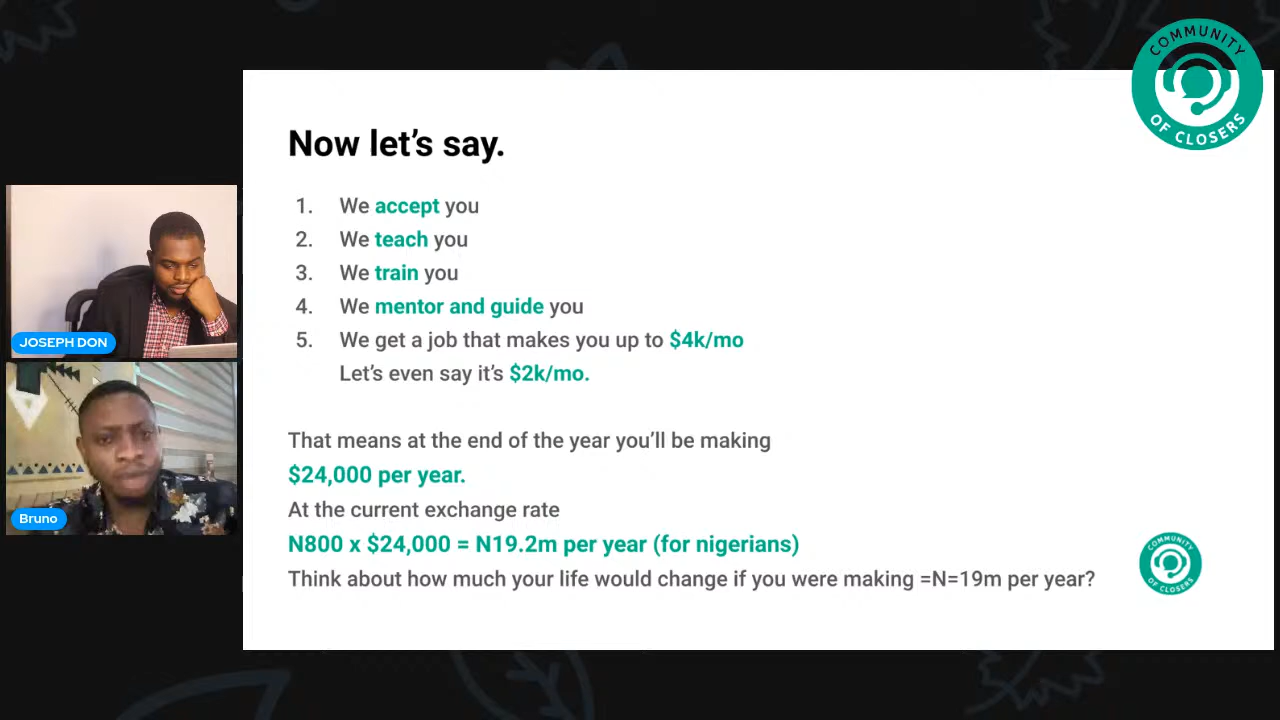 COMMUNITY
OF CLOSERS
Now let's say.
1. We accept you
2. We teach you
3. We train you
4. We mentor and guide you
5. We get a job that makes you up to $4k/mo
Let's even say it's $2k/mo.
That means at the end of the year you'll be making
$24,000 per year.
At the current exchange rate
N800 x $24,000 = N19.2m per year (for nigerians)
Think about how much your life would change if you were making =N=19m per year?
COMMUNITY
OF CLOSERS
JOSEPH DON
Bruno